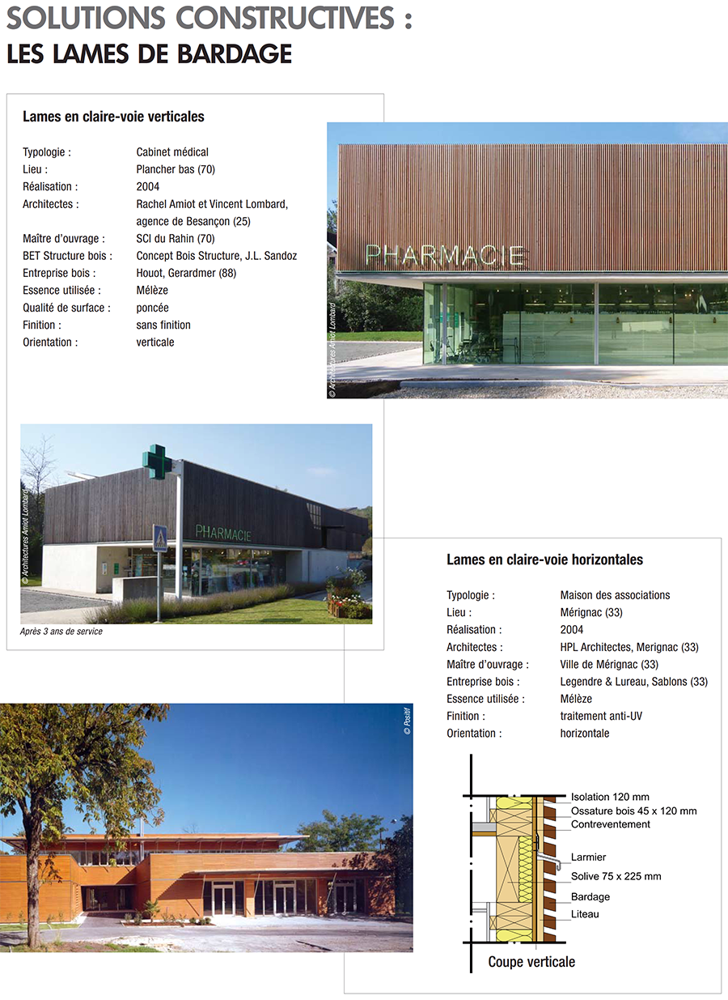 SOLUTIONS CONSTRUCTIVES :
LES LAMES DE BARDAGE
Lames en claire-voie verticales
Typologie : Cabinet médical
Lieu : Plancher bas (70)
Réalisation : 2004
Architectes : Rachel Amiot et Vincent Lombard,
agence de Besançon (25)
Maître d'ouvrage : SCI du Rahin (70)
BET Structure bois : Concept Bois Structure, J.L. Sandoz
Entreprise bois : Houot, Gerardmer (88)
Essence utilisée : Mélèze
Qualité de surface : poncée
Finition : sans finition
Orientation : verticale
PHARMACIE
© Architectures Amiot Lombard
PHARMACIE
© Architectures Amiot Lombard
Après 3 ans de service
Lames en claire-voie horizontales
Typologie : Maison des associations
Lieu : Mérignac (33)
Réalisation : 2004
Architectes : HPL Architectes, Merignac (33)
Maître d'ouvrage : Ville de Mérignac (33)
Entreprise bois : Legendre & Lureau, Sablons (33)
Essence utilisée : Mélèze
Finition : traitement anti-UV
Orientation : horizontale
© Positif
Isolation 120 mm
Ossature bois 45 x 120 mm
Contreventement
Larmier
Solive 75 x 225 mm
Bardage
Liteau
Coupe verticale